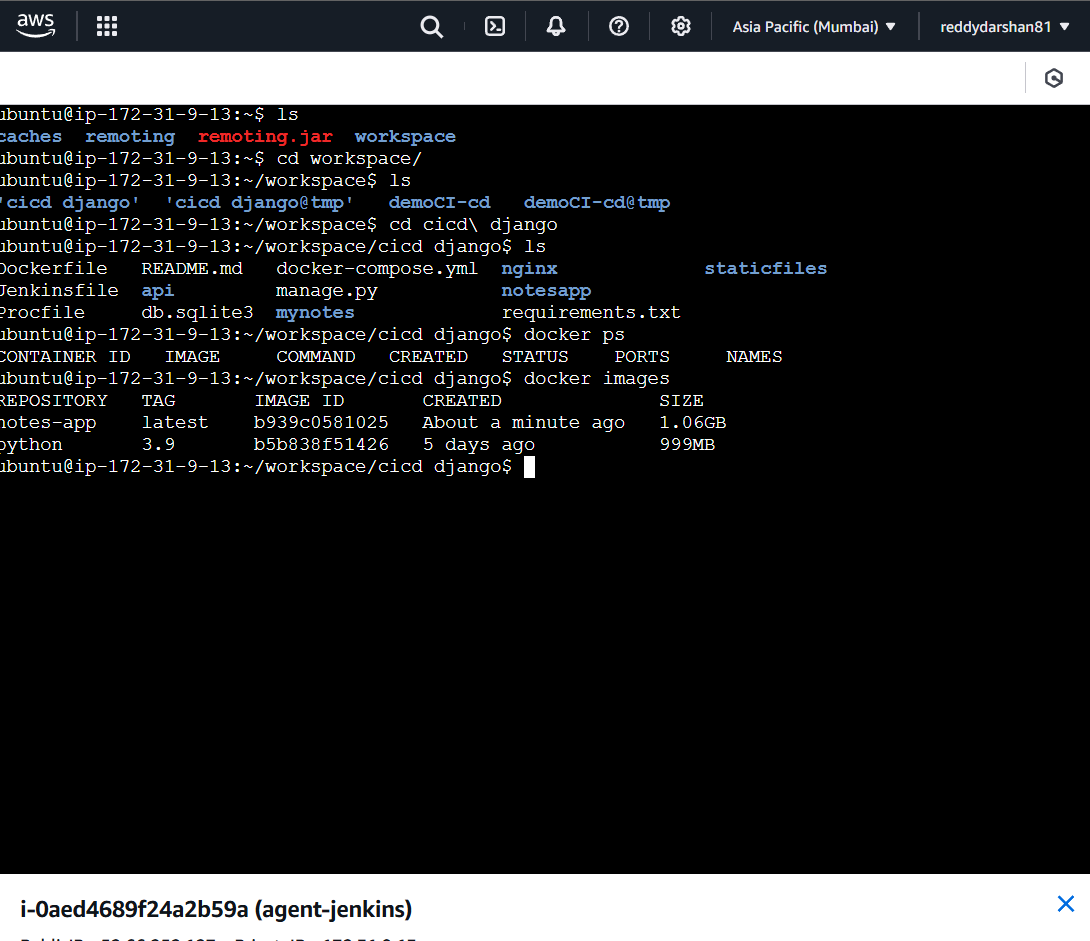 aws Asia Pacific (Mumbai) reddydarshan81
ubuntu@ip-172-31-9-13:~$ ls
caches remoting remoting.jar workspace
ubuntu@ip-172-31-9-13:~$ cd workspace/
ubuntu@ip-172-31-9-13:~/workspace$ ls
'cicd django' 'cicd django@tmp' demoCI-cd demoCI-cd@tmp
ubuntu@ip-172-31-9-13:~/workspace$ cd cicd\ django
ubuntu@ip-172-31-9-13:~/workspace/cicd django$ ls
Dockerfile README.md docker-compose.yml nginx staticfiles
Jenkinsfile api manage.py notesapp
Procfile db.sqlite3 mynotes requirements.txt
ubuntu@ip-172-31-9-13:~/workspace/cicd django$ docker ps
CONTAINER ID IMAGE COMMAND CREATED STATUS PORTS NAMES
ubuntu@ip-172-31-9-13:~/workspace/cicd django$ docker images
REPOSITORY TAG IMAGE ID CREATED SIZE
notes-app latest b939c0581025 About a minute ago 1.06GB
python 3.9 b5b838f51426 5 days ago 999MB
ubuntu@ip-172-31-9-13:~/workspace/cicd django$
i-0aed4689f24a2b59a (agent-jenkins)